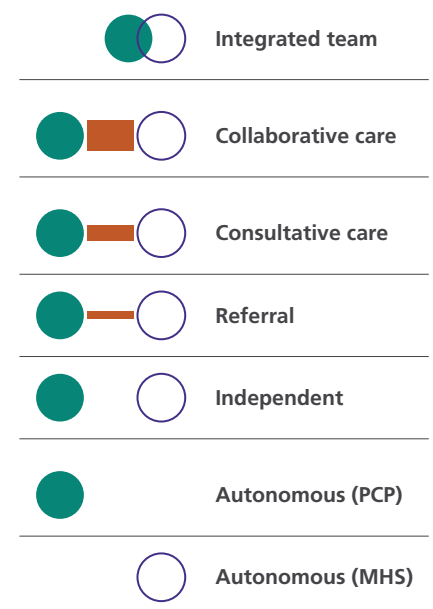 Integrated team
Collaborative care
Consultative care
Referral
Independent
Autonomous (PCP)
Autonomous (MHS)